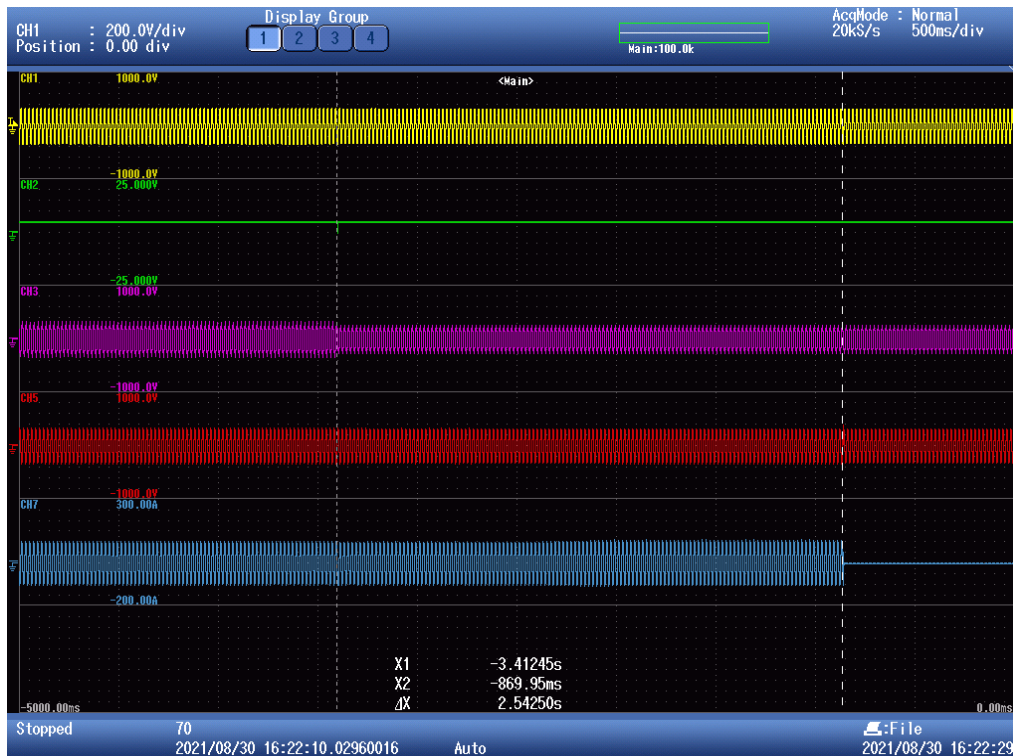 Display Group
CH1 : 200.0V/div
Position : 0.00 div
1 2 3 4
Main:100.0k
AcqMode : Normal
20kS/s 500ms/div
CH1 1000.0V
<Main>
-1000.0V
CH2 25.000V
-25.000V
CH3 1000.0V
-1000.0V
CH5 1000.0V
-1000.0V
CH7 300.00A
-200.00A
X1 -3.41245s
X2 -869.95ms
⊿X 2.54250s
-5000.00ms 0.00ms
Stopped 70 :File
2021/08/30 16:22:10.02960016 Auto 2021/08/30 16:22:29